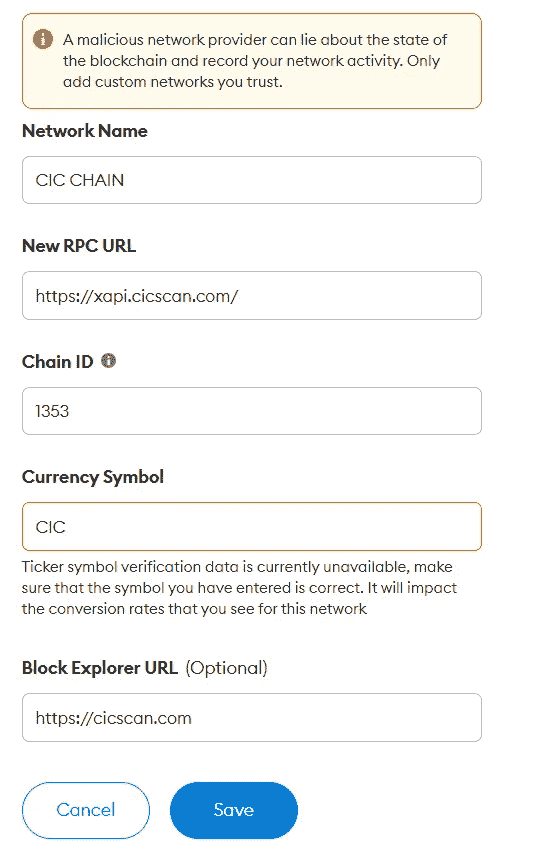 A malicious network provider can lie about the state of
the blockchain and record your network activity. Only
add custom networks you trust.
Network Name
CIC CHAIN
New RPC URL
https://xapi.cicscan.com/
Chain ID
1353
Currency Symbol
CIC
Ticker symbol verification data is currently unavailable, make
sure that the symbol you have entered is correct. It will impact
the conversion rates that you see for this network
Block Explorer URL (Optional)
https://cicscan.com
Cancel Save